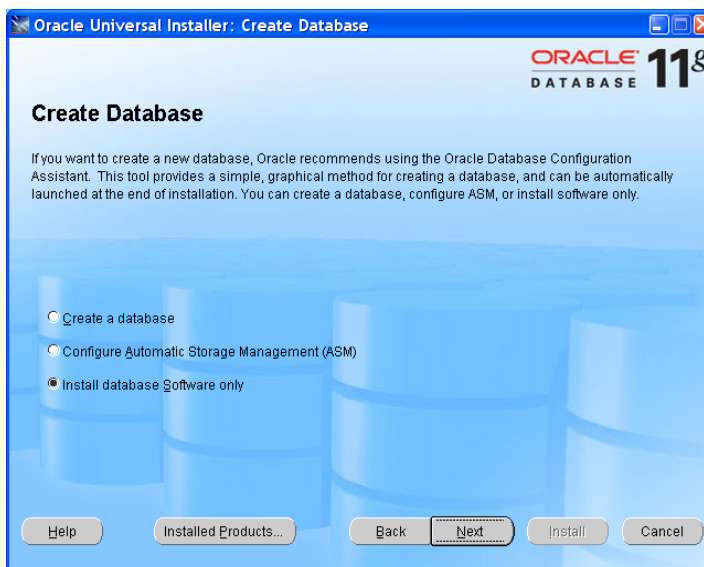 Oracle Universal Installer: Create Database
ORACLE
DATABASE 11g
Create Database
If you want to create a new database, Oracle recommends using the Oracle Database Configuration
Assistant. This tool provides a simple, graphical method for creating a database, and can be automatically
launched at the end of installation. You can create a database, configure ASM, or install software only.
Create a database
Configure Automatic Storage Management (ASM)
Install database Software only
Help Installed Products... Back Next Install Cancel